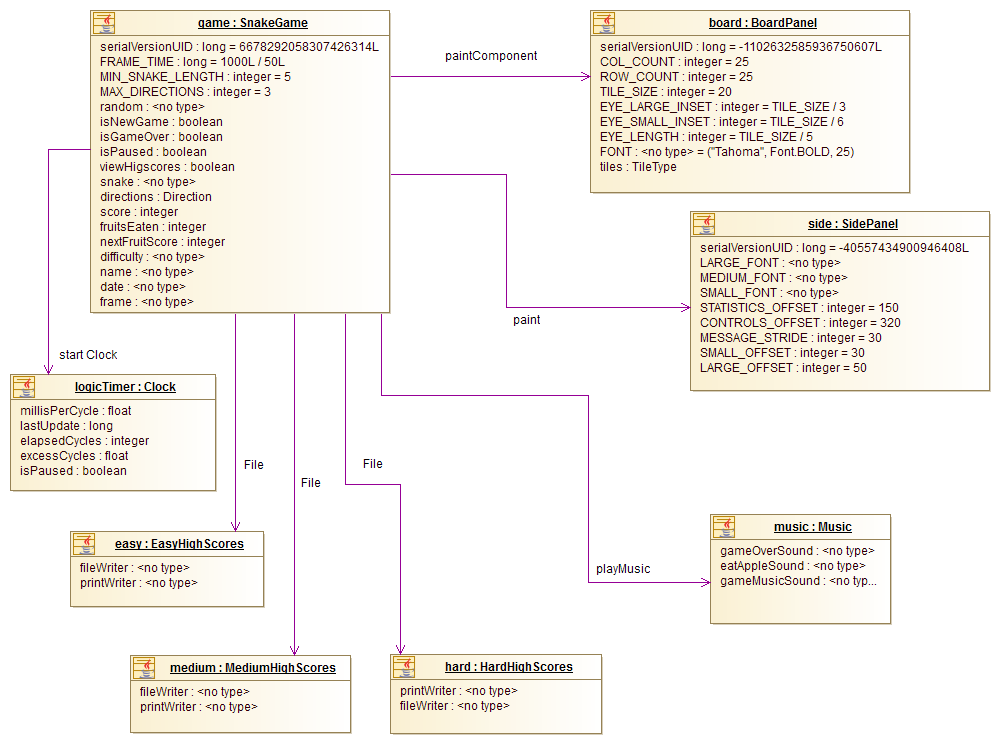 game : SnakeGame
serialVersionUID : long = 6678292058307426314L
FRAME_TIME : long = 1000L / 50L
MIN_SNAKE_LENGTH : integer = 5
MAX_DIRECTIONS : integer = 3
random : <no type>
isNewGame : boolean
isGameOver : boolean
isPaused : boolean
viewHigscores : boolean
snake : <no type>
directions : Direction
score : integer
fruitsEaten : integer
nextFruitScore : integer
difficulty : <no type>
name : <no type>
date : <no type>
frame : <no type>
paintComponent
board : BoardPanel
serialVersionUID : long = -1102632585936750607L
COL_COUNT : integer = 25
ROW_COUNT : integer = 25
TILE_SIZE : integer = 20
EYE_LARGE_INSET : integer = TILE_SIZE / 3
EYE_SMALL_INSET : integer = TILE_SIZE / 6
EYE_LENGTH : integer = TILE_SIZE / 5
FONT : <no type> = ("Tahoma", Font.BOLD, 25)
tiles : TileType
side : SidePanel
serialVersionUID : long = -40557434900946408L
LARGE_FONT : <no type>
MEDIUM_FONT : <no type>
SMALL_FONT : <no type>
STATISTICS_OFFSET : integer = 150
CONTROLS_OFFSET : integer = 320
MESSAGE_STRIDE : integer = 30
SMALL_OFFSET : integer = 30
LARGE_OFFSET : integer = 50
paint
start Clock
logicTimer : Clock
millisPerCycle : float
lastUpdate : long
elapsedCycles : integer
excessCycles : float
isPaused : boolean
File
File
File
easy : EasyHighScores
fileWriter : <no type>
printWriter : <no type>
playMusic
music : Music
gameOverSound : <no type>
eatAppleSound : <no type>
gameMusicSound : <no typ...
medium : MediumHighScores
fileWriter : <no type>
printWriter : <no type>
hard : HardHighScores
printWriter : <no type>
fileWriter : <no type>